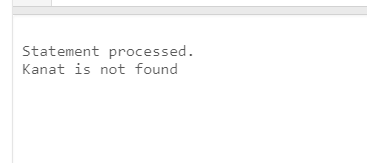 Statement processed.
Kanat is not found